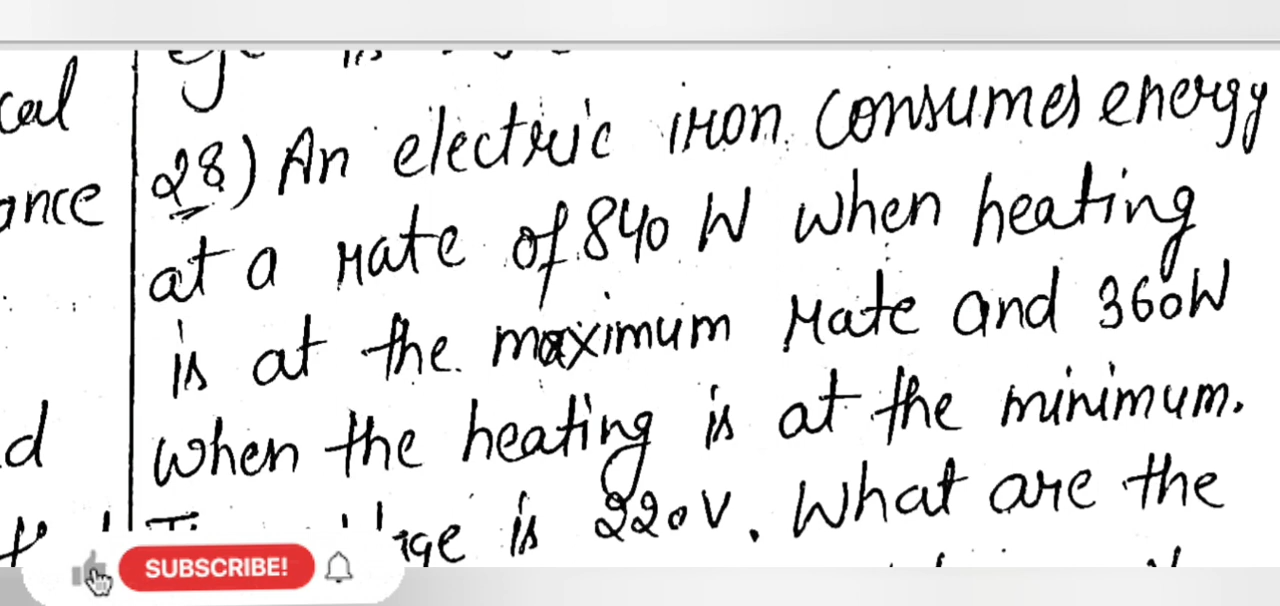 cal
ance
d
28) An electric iron consumes energy
at a rate of 840 W when heating
is at the maximum rate and 360W
when the heating is at the minimum.
is 220V. What are the
SUBSCRIBE!